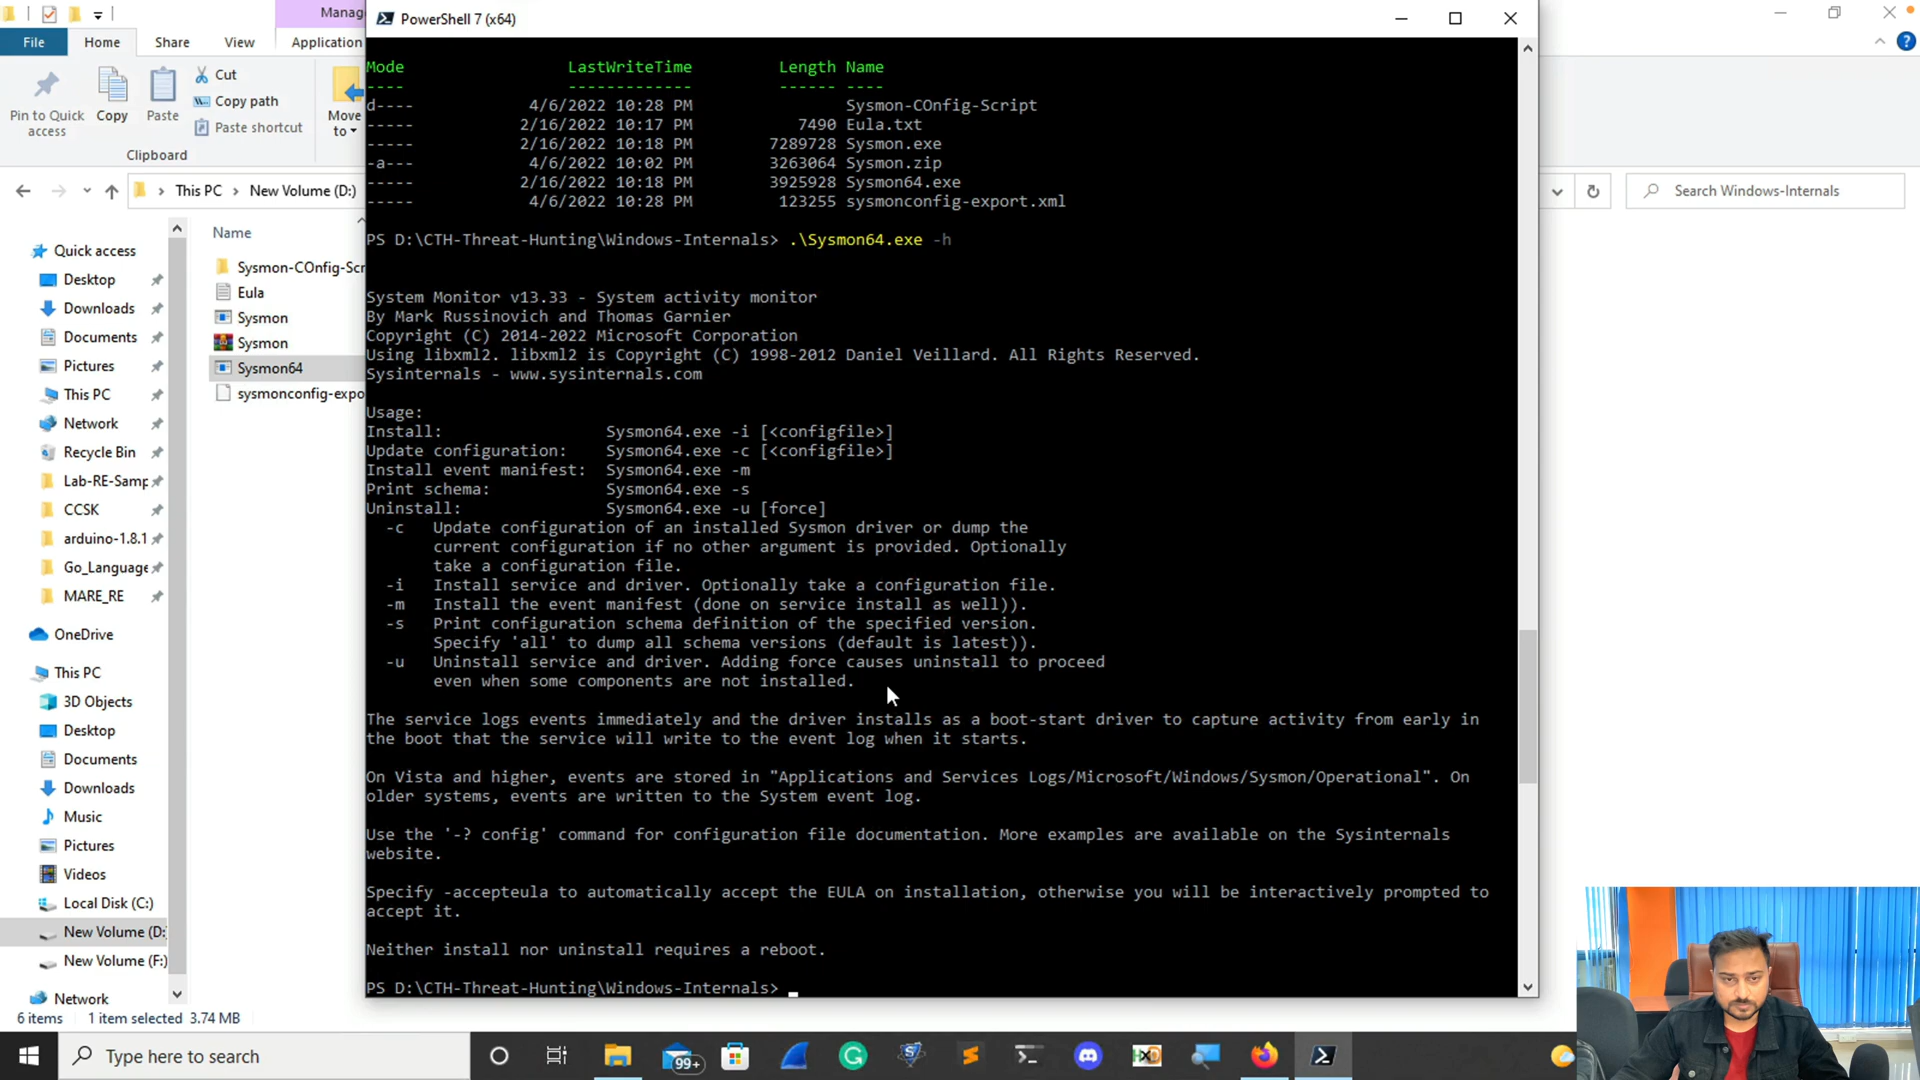 Manag
PowerShell 7 (x64)
File
Home
Share
View
Application
Pin to Quick
access
Copy
Paste
Cut
Copy path
Paste shortcut
Move
to
Clipboard
This PC
New Volume (D:)
Search Windows-Internals
Name
Quick access
Desktop
Downloads
Documents
Pictures
This PC
Network
Recycle Bin
Lab-RE-Samp
CCSK
arduino-1.8.1
Go_Language
MARE_RE
OneDrive
This PC
3D Objects
Desktop
Documents
Downloads
Music
Pictures
Videos
Local Disk (C:)
New Volume (D:
New Volume (F:)
Network
Sysmon-COnfig-Scr
Eula
Sysmon
Sysmon
Sysmon64
sysmonconfig-expo
6 items
1 item selected 3.74 MB
Mode LastWriteTime Length Name
---- ------------- ------ ----
d---- 4/6/2022 10:28 PM Sysmon-COnfig-Script
----- 2/16/2022 10:17 PM 7490 Eula.txt
----- 2/16/2022 10:18 PM 7289728 Sysmon.exe
-a--- 4/6/2022 10:02 PM 3263064 Sysmon.zip
----- 2/16/2022 10:18 PM 3925928 Sysmon64.exe
----- 4/6/2022 10:28 PM 123255 sysmonconfig-export.xml
PS D:\CTH-Threat-Hunting\Windows-Internals> .\Sysmon64.exe -h
System Monitor v13.33 - System activity monitor
By Mark Russinovich and Thomas Garnier
Copyright (C) 2014-2022 Microsoft Corporation
Using libxml2. libxml2 is Copyright (C) 1998-2012 Daniel Veillard. All Rights Reserved.
Sysinternals - www.sysinternals.com
Usage:
Install: Sysmon64.exe -i [<configfile>]
Update configuration: Sysmon64.exe -c [<configfile>]
Install event manifest: Sysmon64.exe -m
Print schema: Sysmon64.exe -s
Uninstall: Sysmon64.exe -u [force]
-c Update configuration of an installed Sysmon driver or dump the
current configuration if no other argument is provided. Optionally
take a configuration file.
-i Install service and driver. Optionally take a configuration file.
-m Install the event manifest (done on service install as well)).
-s Print configuration schema definition of the specified version.
Specify 'all' to dump all schema versions (default is latest)).
-u Uninstall service and driver. Adding force causes uninstall to proceed
even when some components are not installed.
The service logs events immediately and the driver installs as a boot-start driver to capture activity from early in
the boot that the service will write to the event log when it starts.
On Vista and higher, events are stored in "Applications and Services Logs/Microsoft/Windows/Sysmon/Operational". On
older systems, events are written to the System event log.
Use the '-? config' command for configuration file documentation. More examples are available on the Sysinternals
website.
Specify -accepteula to automatically accept the EULA on installation, otherwise you will be interactively prompted to
accept it.
Neither install nor uninstall requires a reboot.
PS D:\CTH-Threat-Hunting\Windows-Internals>
Type here to search
99+